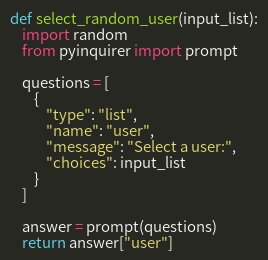 def select_random_user(input_list):
    import random
    from pyinquirer import prompt

    questions = [
        {
            "type": "list",
            "name": "user",
            "message": "Select a user:",
            "choices": input_list
        }
    ]

    answer = prompt(questions)
    return answer["user"]